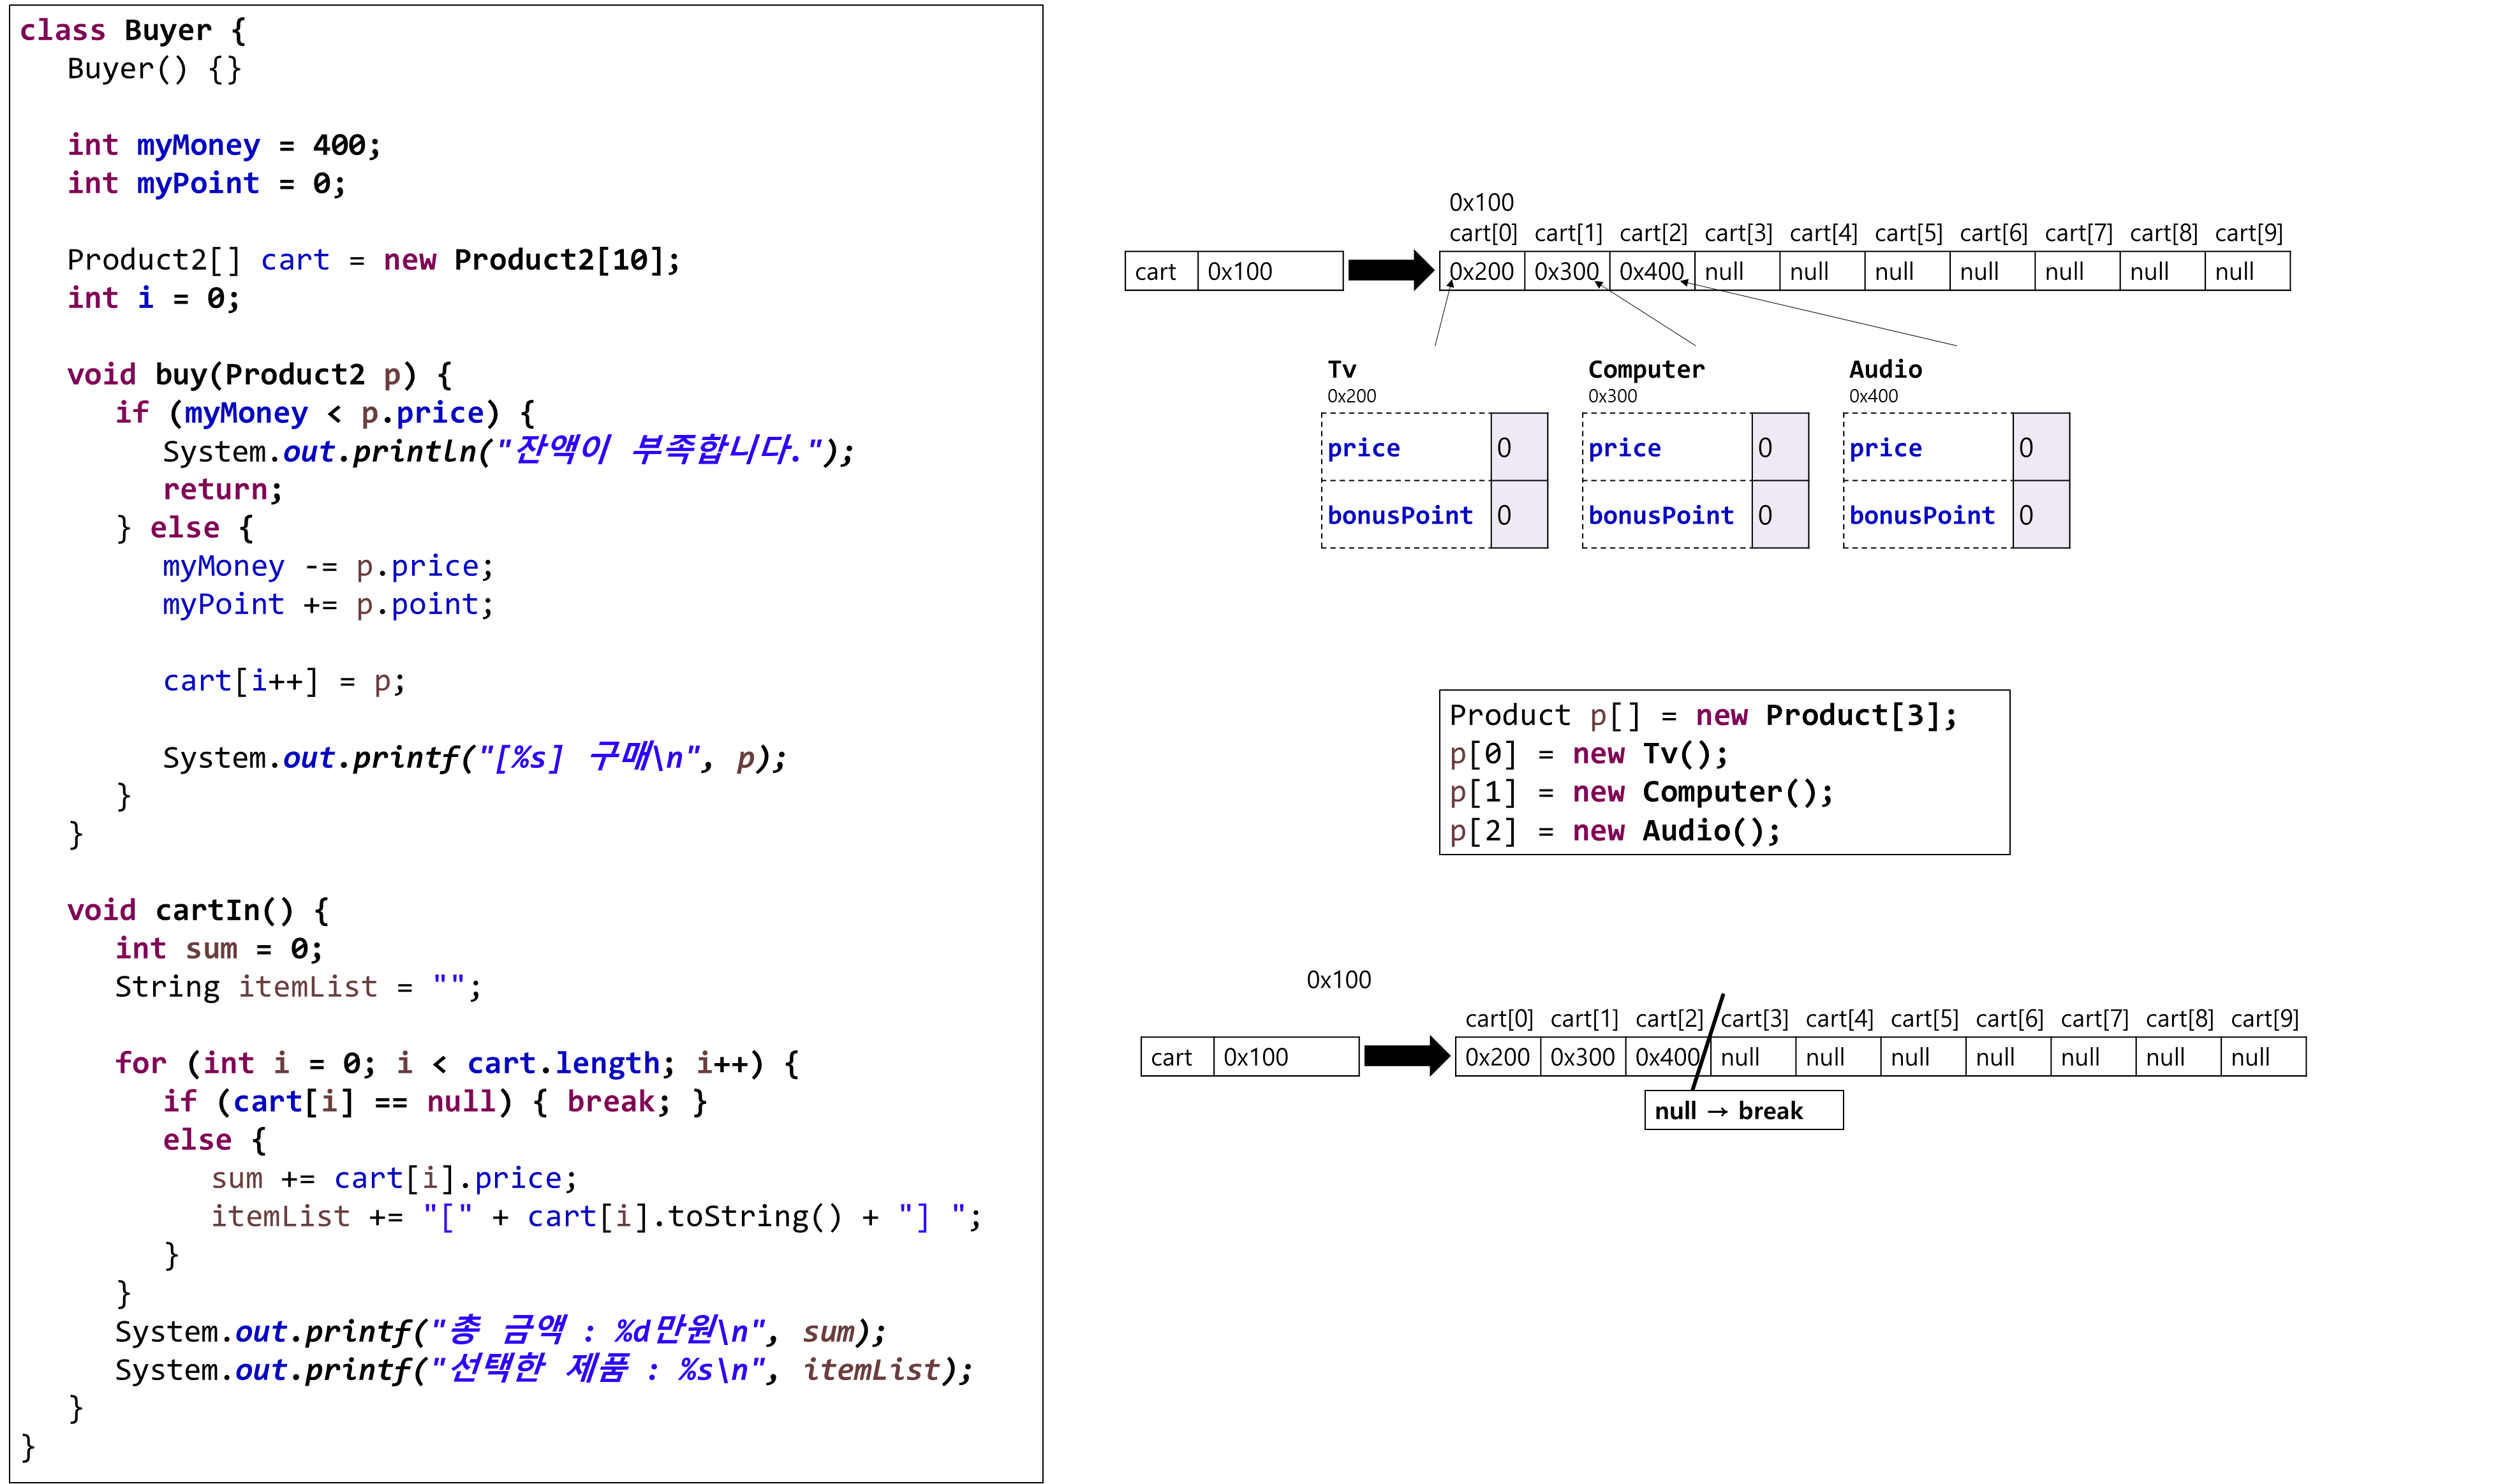 class Buyer {
Buyer() {}
int myMoney = 400;
int myPoint = 0;
Product2[] cart = new Product2[10];
int i = 0;
void buy(Product2 p) {
if (myMoney < p.price) {
System.out.println("잔액이 부족합니다.");
return;
} else {
myMoney -= p.price;
myPoint += p.point;
cart[i++] = p;
System.out.printf("[%s] 구매\n", p);
}
}
void cartIn() {
int sum = 0;
String itemList = "";
for (int i = 0; i < cart.length; i++) {
if (cart[i] == null) { break; }
else {
sum += cart[i].price;
itemList += "[" + cart[i].toString() + "] ";
}
}
System.out.printf("총 금액 : %d만원\n", sum);
System.out.printf("선택한 제품 : %s\n", itemList);
}
}
0x100
cart[0] cart[1] cart[2] cart[3] cart[4] cart[5] cart[6] cart[7] cart[8] cart[9]
cart 0x100 0x200 0x300 0x400 null null null null null null null
Tv Computer Audio
0x200 0x300 0x400
price 0 price 0 price 0
bonusPoint 0 bonusPoint 0 bonusPoint 0
Product p[] = new Product[3];
p[0] = new Tv();
p[1] = new Computer();
p[2] = new Audio();
0x100
cart[0] cart[1] cart[2] cart[3] cart[4] cart[5] cart[6] cart[7] cart[8] cart[9]
cart 0x100 0x200 0x300 0x400 null null null null null null null
null → break